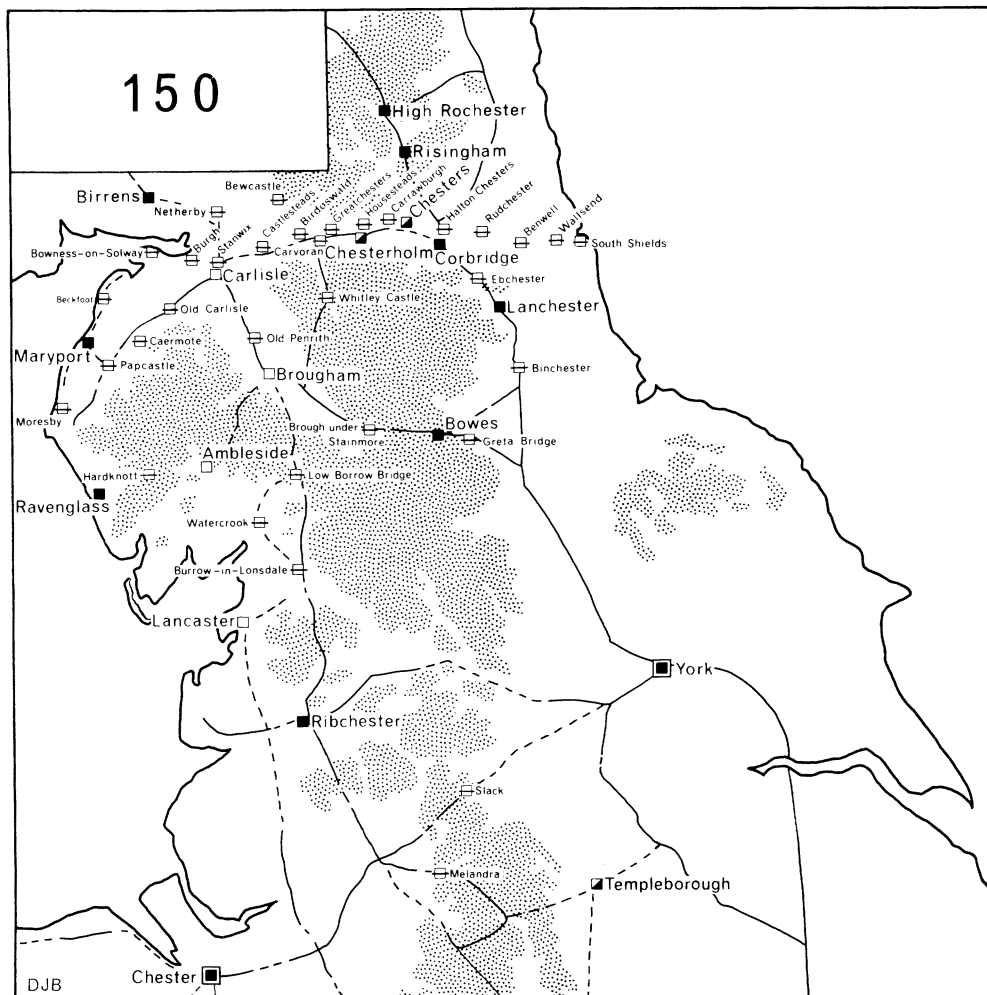 150
High Rochester
Risingham
Birrens
Netherby
Bewcastle
Castlesteads
Birdoswald
Greatchesters
Housesteads
Carrawburgh
Chesters
Halton Chesters
Rudchester
Benwell
Wallsend
South Shields
Bowness-on-Solway
Burgh
Stanwix
Carvoran
Chesterholm
Corbridge
Carlisle
Ebchester
Beckfoot
Old Carlisle
Whitley Castle
Lanchester
Maryport
Caermote
Old Penrith
Papcastle
Brougham
Binchester
Moresby
Brough under
Stainmore
Bowes
Greta Bridge
Ambleside
Hardknott
Low Borrow Bridge
Ravenglass
Watercrook
Burrow-in-Lonsdale
Lancaster
York
Ribchester
Slack
Melandra
Templeborough
Chester
DJB